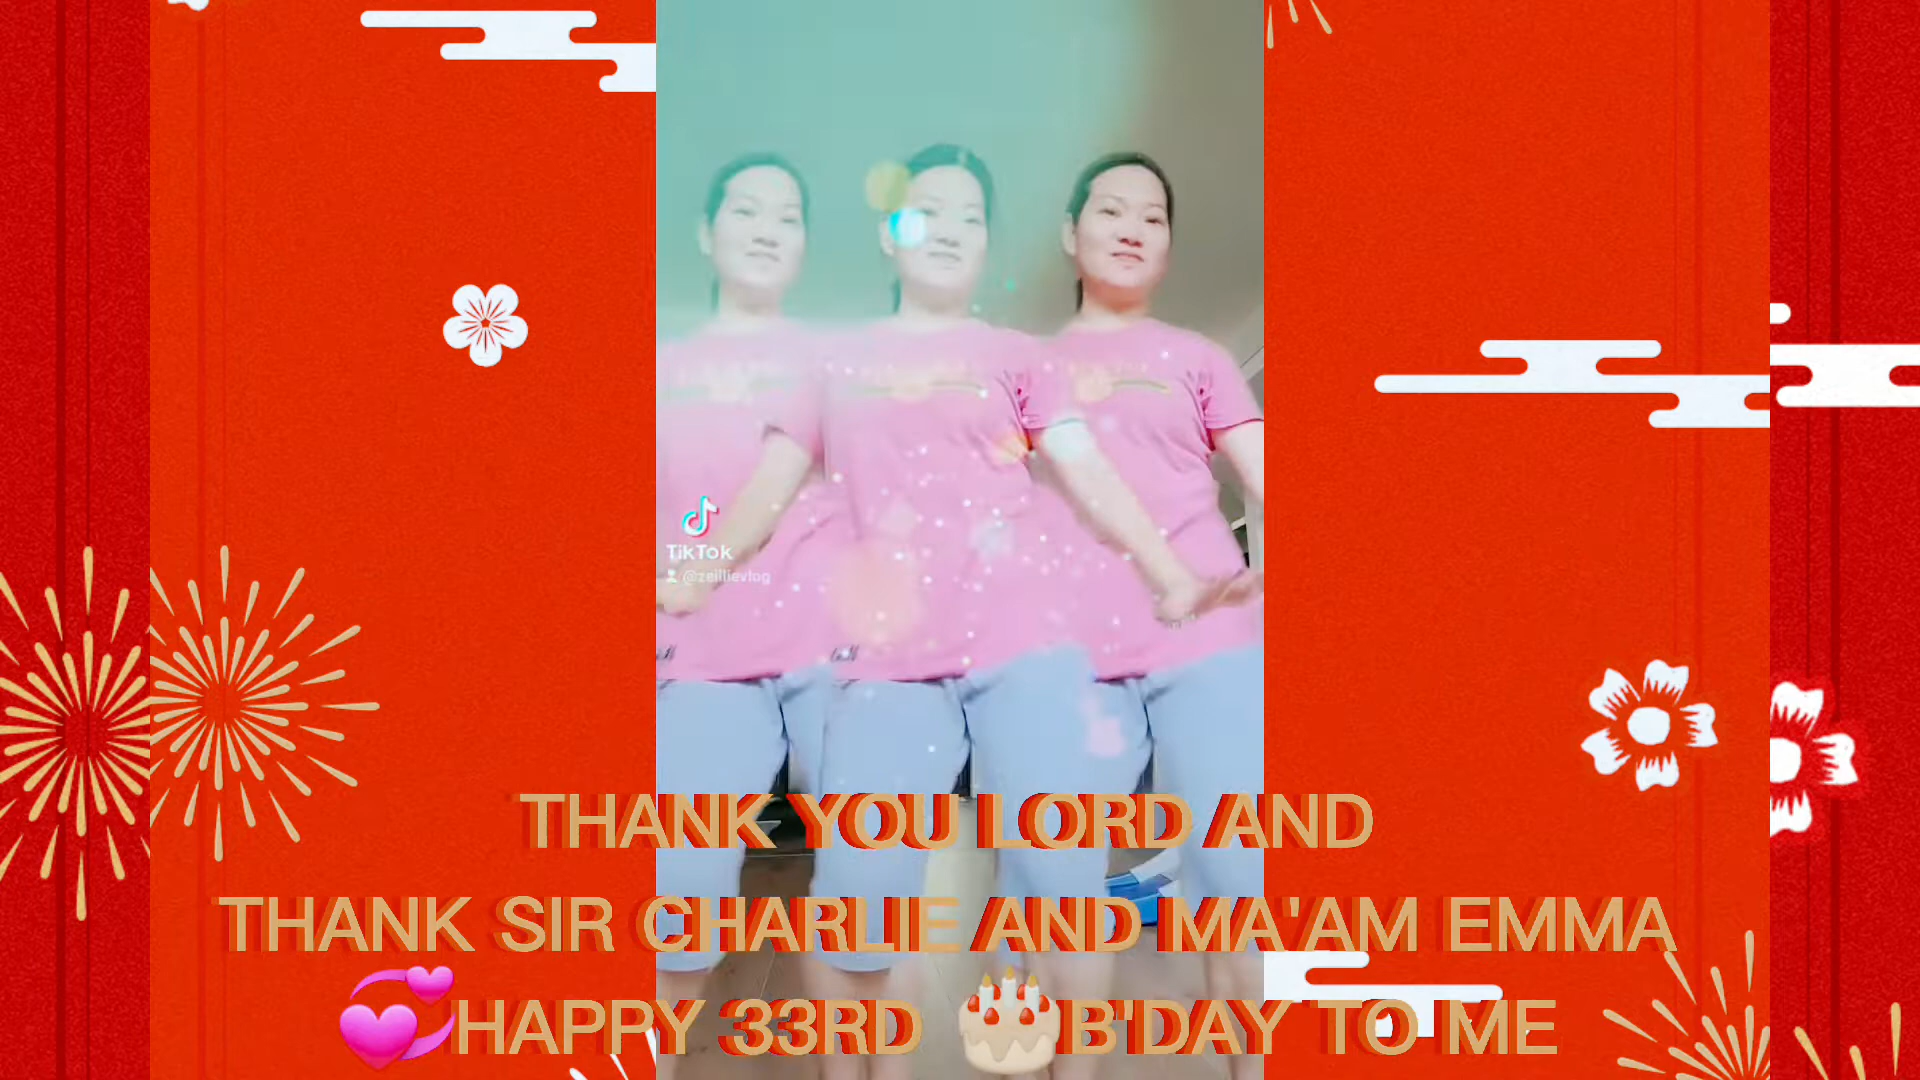 TikTok
@zeillievlog
THANK YOU LORD AND
THANK SIR CHARLIE AND MA'AM EMMA
💞HAPPY 33RD 🎂B'DAY TO ME